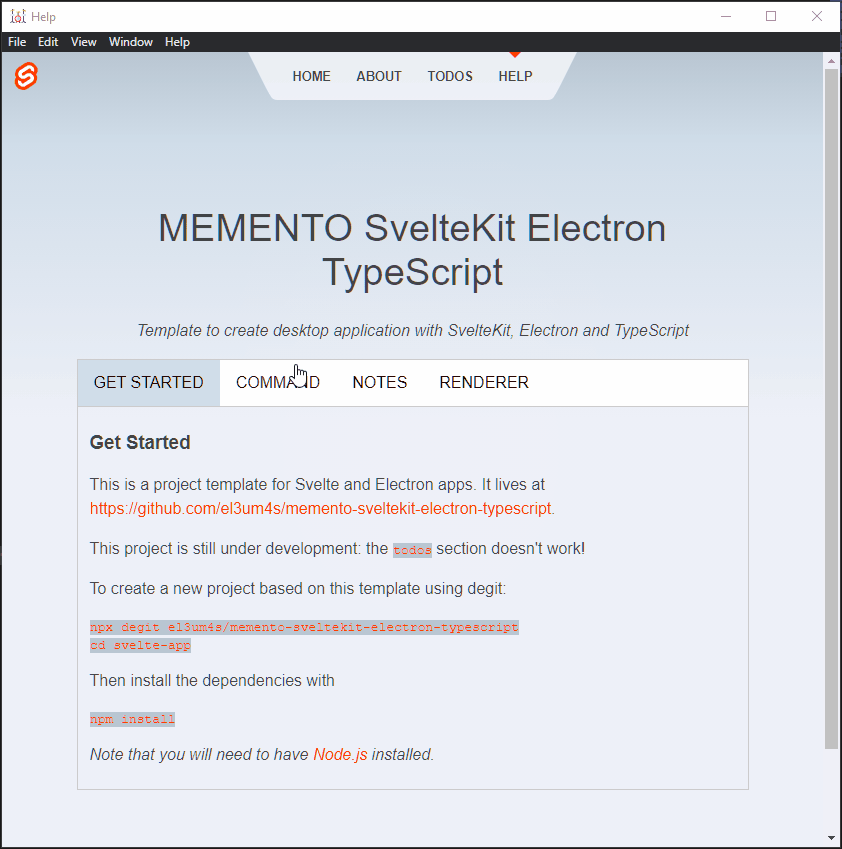 Help
File Edit View Window Help
HOME ABOUT TODOS HELP
MEMENTO SvelteKit Electron
TypeScript
Template to create desktop application with SvelteKit, Electron and TypeScript
GET STARTED COMMAND NOTES RENDERER
Get Started
This is a project template for Svelte and Electron apps. It lives at
https://github.com/el3um4s/memento-sveltekit-electron-typescript.
This project is still under development: the todos section doesn't work!
To create a new project based on this template using degit:
npx degit el3um4s/memento-sveltekit-electron-typescript
cd svelte-app
Then install the dependencies with
npm install
Note that you will need to have Node.js installed.